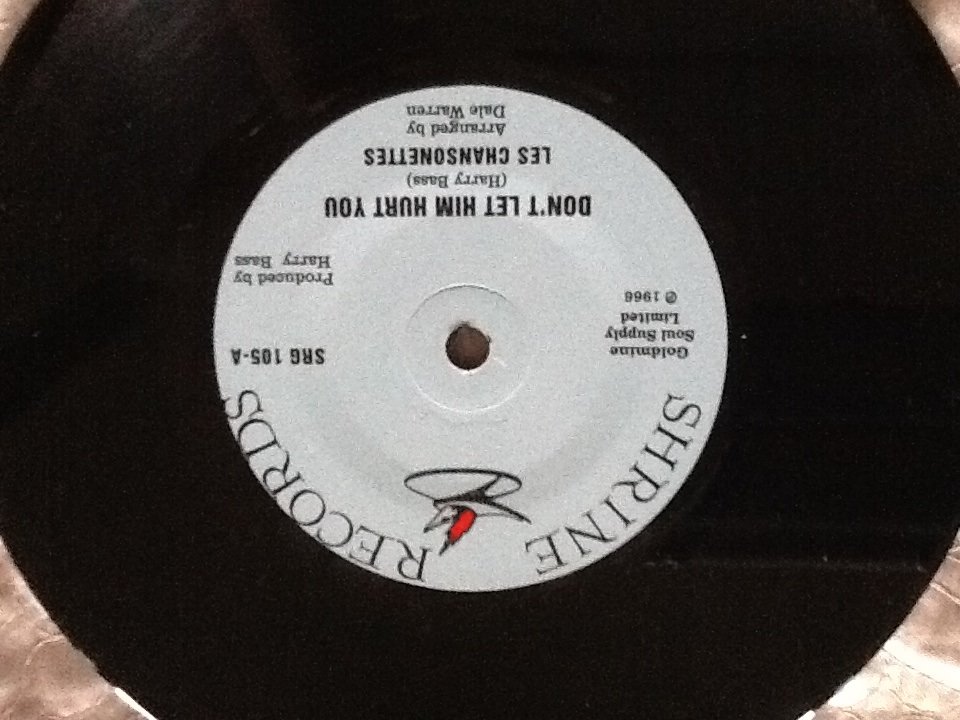 SHRINE RECORDS
Goldmine
Soul Supply
Limited
℗ 1966
SRG 105-A
Produced by
Harry Bass
DON'T LET HIM HURT YOU
(Harry Bass)
LES CHANSONETTES
Arranged by
Dale Warren